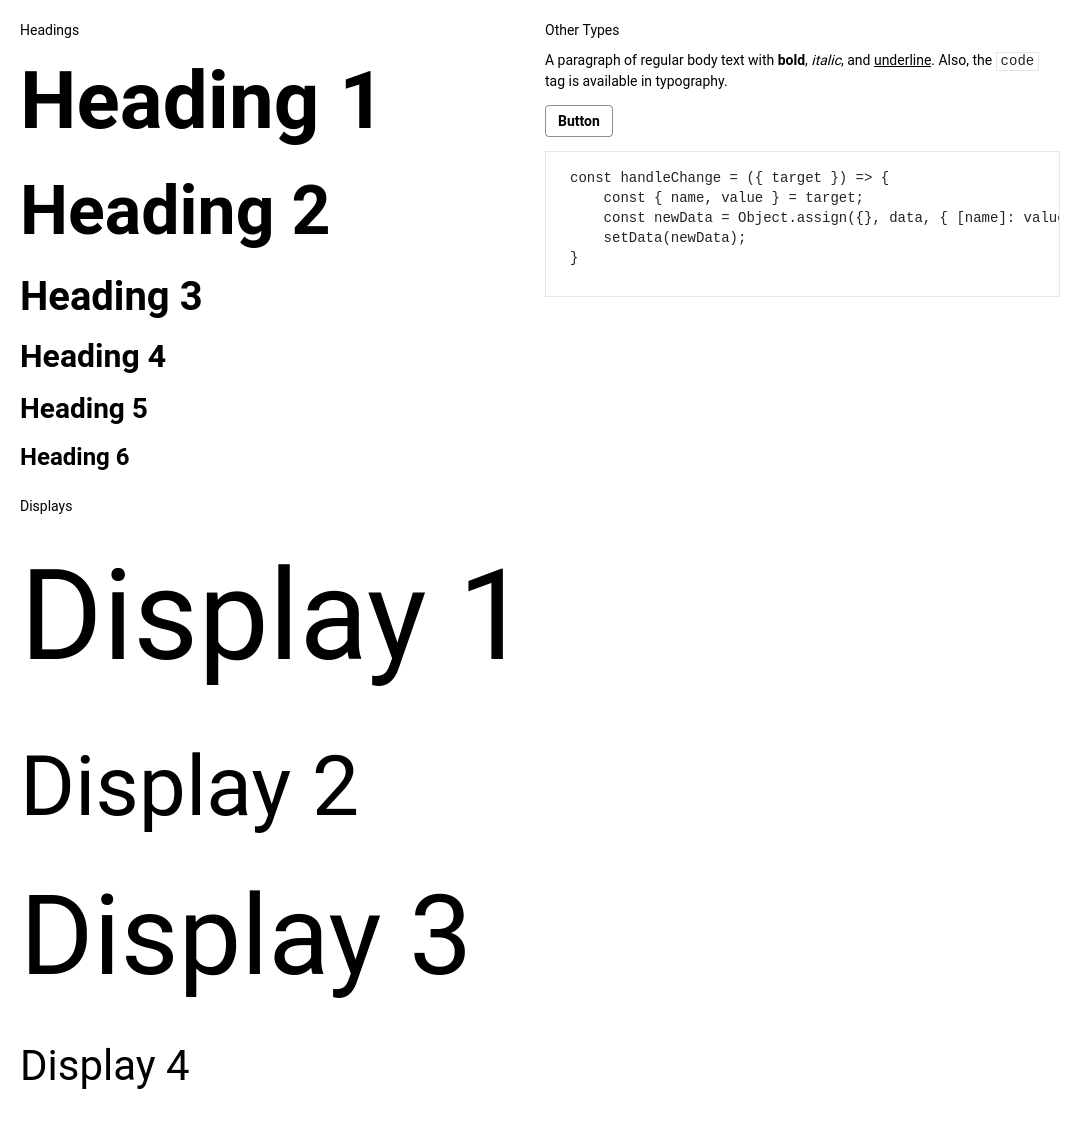 Headings
Heading 1
Heading 2
Heading 3
Heading 4
Heading 5
Heading 6
Displays
Display 1
Display 2
Display 3
Display 4
Other Types
A paragraph of regular body text with bold, italic, and underline. Also, the code
tag is available in typography.
Button
const handleChange = ({ target }) => {
    const { name, value } = target;
    const newData = Object.assign({}, data, { [name]: valu
    setData(newData);
}